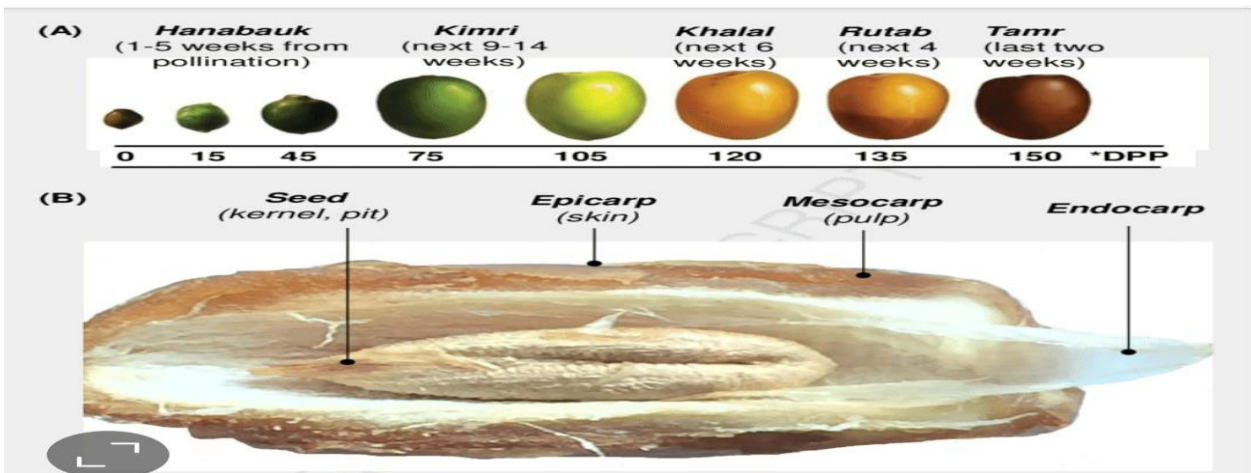 (A)
Hanabauk Kimri Khalal Rutab Tamr
(1-5 weeks from (next 9-14 (next 6 (next 4 (last two
pollination) weeks) weeks) weeks) weeks)
0 15 45 75 105 120 135 150 *DPP
(B)
Seed Epicarp Mesocarp Endocarp
(kernel, pit) (skin) (pulp)